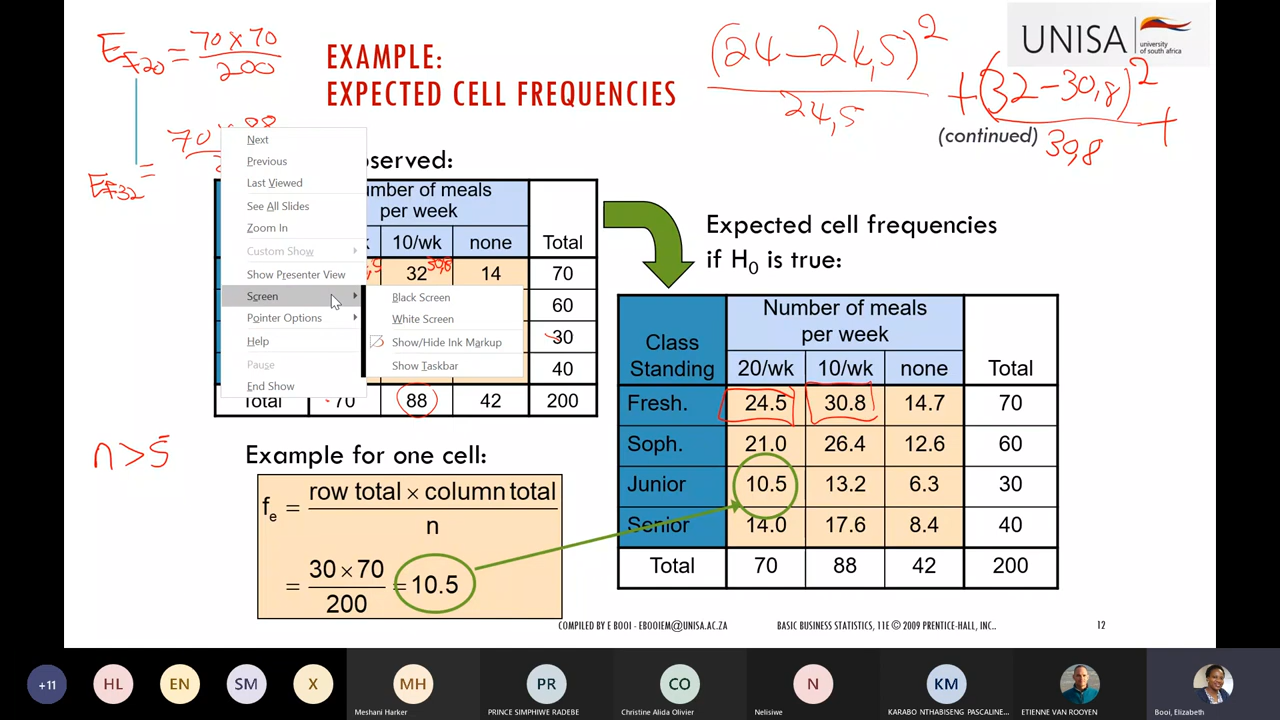 E f20 = 70 x 70
200
E f32 =
EXAMPLE:
EXPECTED CELL FREQUENCIES
(24 - 24,5)²
24,5
+ (32 - 30,8)² +
30,8
UNISA
university
of south africa
(continued)
Next
Previous
Last Viewed
See All Slides
Zoom In
Custom Show
Show Presenter View
Screen
Pointer Options
Help
Pause
End Show
Black Screen
White Screen
Show/Hide Ink Markup
Show Taskbar
served:
umber of meals
per week
k 10/wk none Total
32 30,8 14 70
60
30
40
Total 70 88 42 200
n > 5
Example for one cell:
fe = row total × column total
n
= 30 × 70 = 10.5
200
Expected cell frequencies
if H0 is true:
Number of meals
per week
Class
Standing 20/wk 10/wk none Total
Fresh. 24.5 30.8 14.7 70
Soph. 21.0 26.4 12.6 60
Junior 10.5 13.2 6.3 30
Senior 14.0 17.6 8.4 40
Total 70 88 42 200
COMPILED BY E BOOI - EBOOIEM@UNISA.AC.ZA BASIC BUSINESS STATISTICS, 11E © 2009 PRENTICE-HALL, INC.. 12
+11 HL EN SM X MH PR CO N KM
Meshani Harker PRINCE SIMPHIWE RADEBE Christine Alida Olivier Nelisiwe KARABO NTHABISENG PASCALINE... ETIENNE VAN ROOYEN Booi, Elizabeth